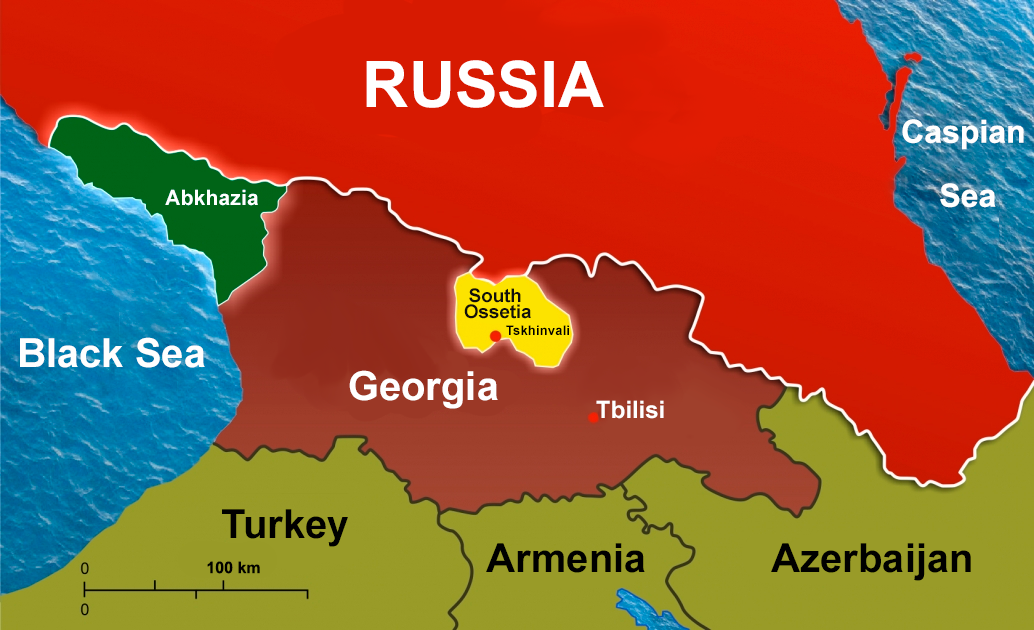 RUSSIA
Caspian
Sea
Abkhazia
South
Ossetia
Tskhinvali
Black Sea
Georgia
Tbilisi
Turkey
Armenia
Azerbaijan
0
100 km
0